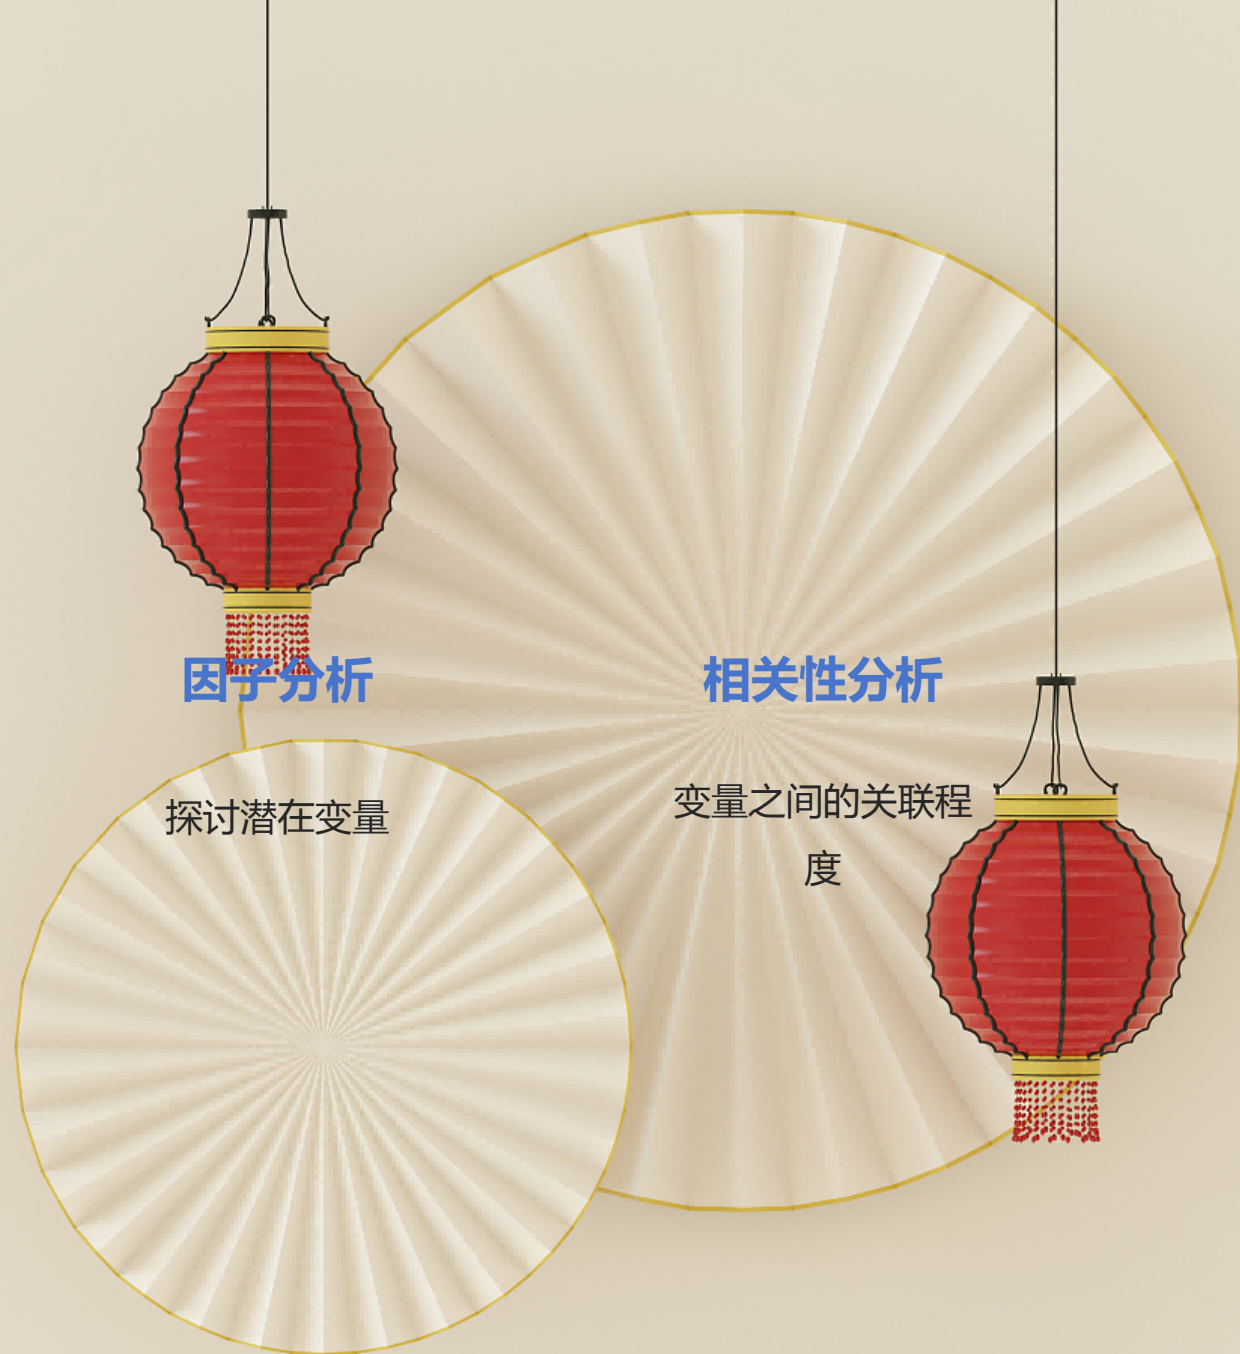 因子分析
相关性分析
探讨潜在变量
变量之间的关联程
度